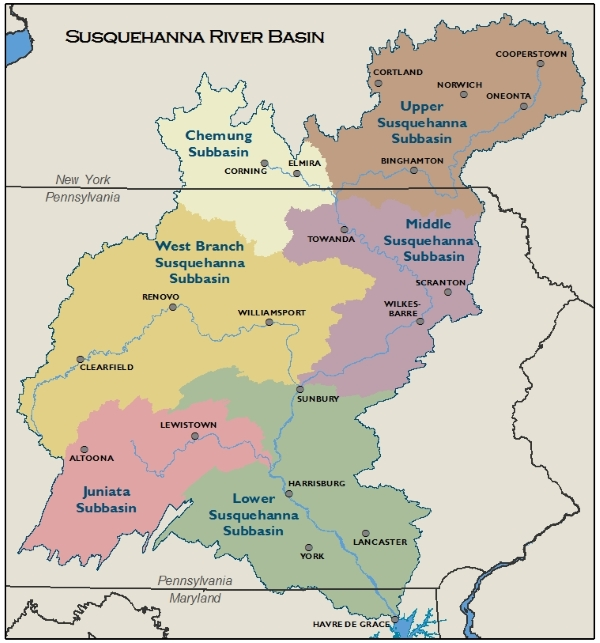 SUSQUEHANNA RIVER BASIN
COOPERSTOWN
CORTLAND
NORWICH
ONEONTA
Upper
Susquehanna
Subbasin
Chemung
Subbasin
ELMIRA
CORNING
BINGHAMTON
New York
Pennsylvania
TOWANDA
Middle
Susquehanna
Subbasin
West Branch
Susquehanna
Subbasin
SCRANTON
RENOVO
WILLIAMSPORT
WILKES-
BARRE
CLEARFIELD
SUNBURY
LEWISTOWN
ALTOONA
Juniata
Subbasin
HARRISBURG
Lower
Susquehanna
Subbasin
LANCASTER
YORK
Pennsylvania
Maryland
HAVRE DE GRACE